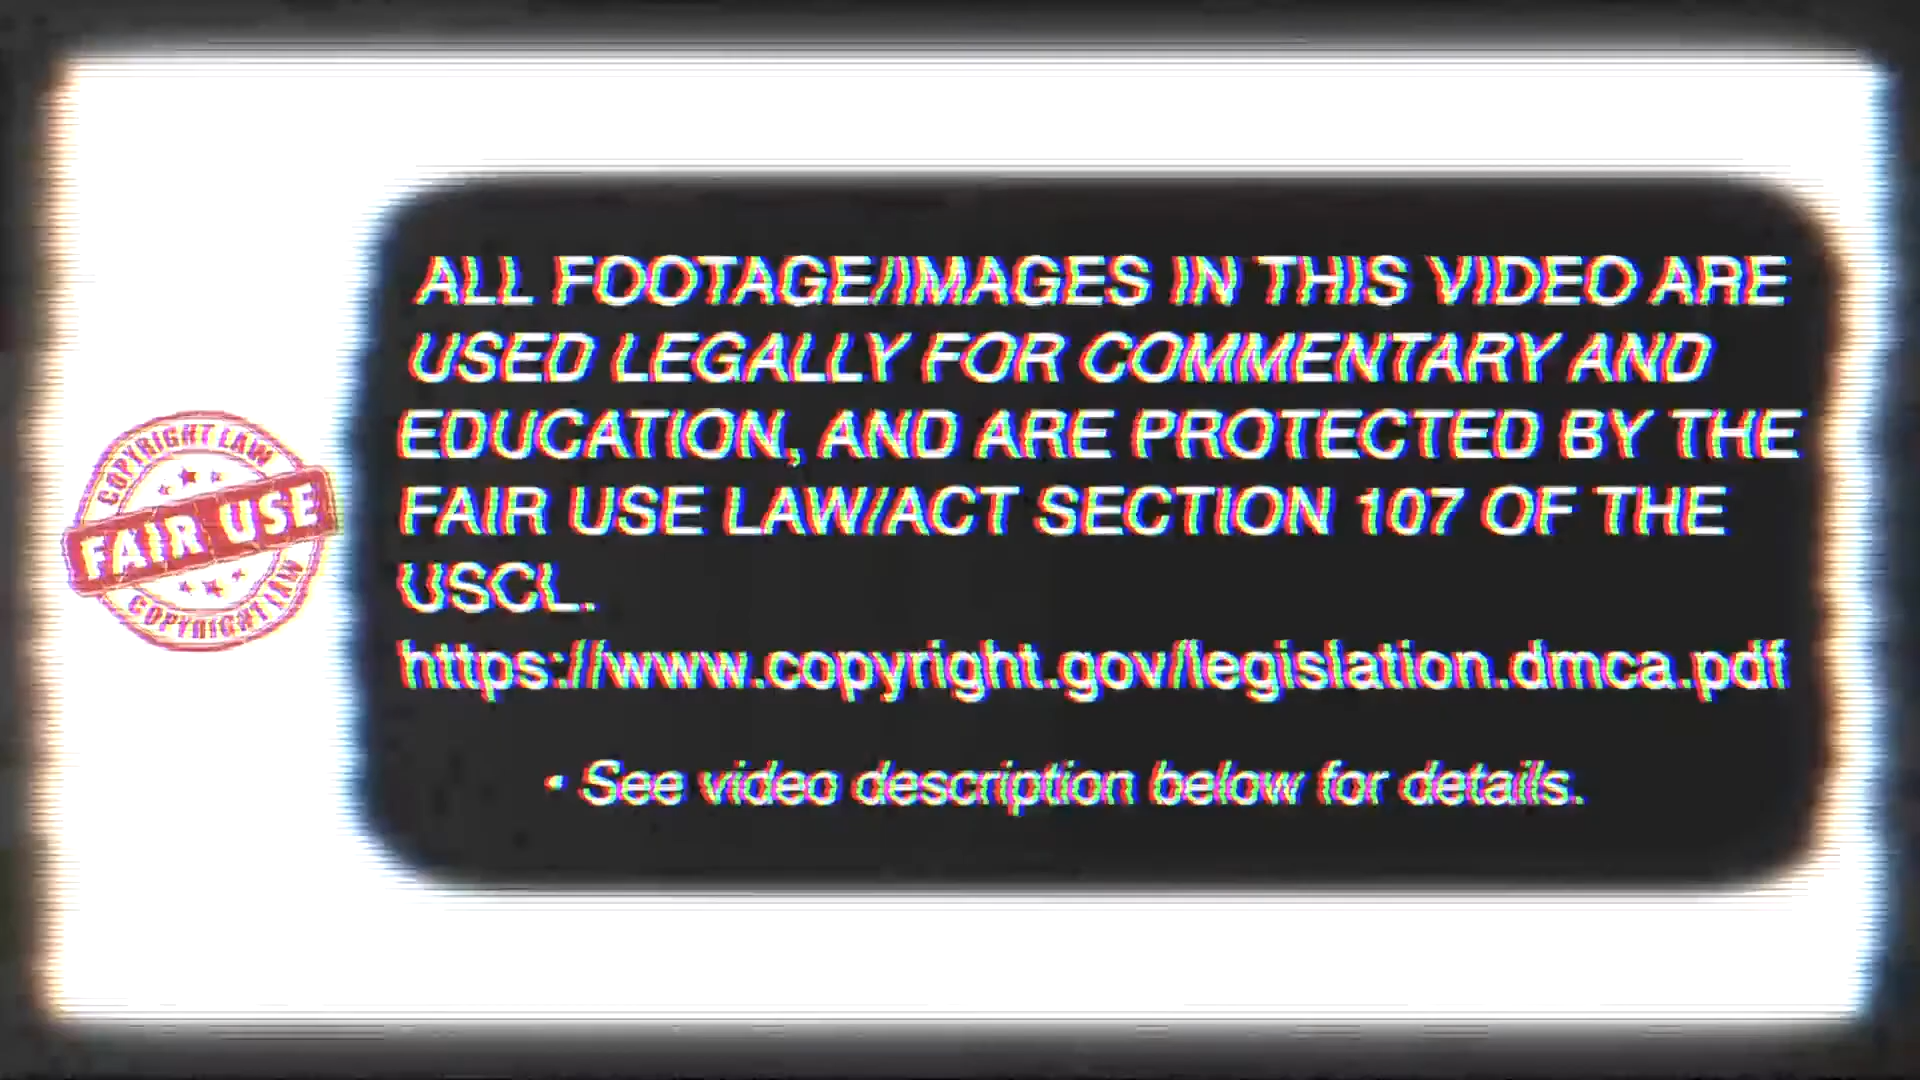 COPYRIGHT LAW
FAIR USE
COPYRIGHT LAW
ALL FOOTAGE/IMAGES IN THIS VIDEO ARE
USED LEGALLY FOR COMMENTARY AND
EDUCATION, AND ARE PROTECTED BY THE
FAIR USE LAW/ACT SECTION 107 OF THE
USCL.
https://www.copyright.gov/legislation.dmca.pdf
• See video description below for details.